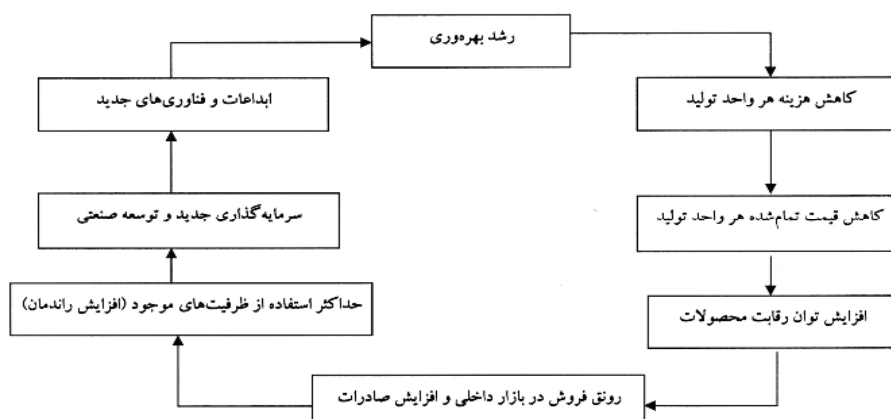 رشد بهره‌وری
کاهش هزینه هر واحد تولید
کاهش قیمت تمام‌شده هر واحد تولید
افزایش توان رقابت محصولات
رونق فروش در بازار داخلی و افزایش صادرات
حداکثر استفاده از ظرفیت‌های موجود (افزایش راندمان)
سرمایه‌گذاری جدید و توسعه صنعتی
ابداعات و فناوری‌های جدید